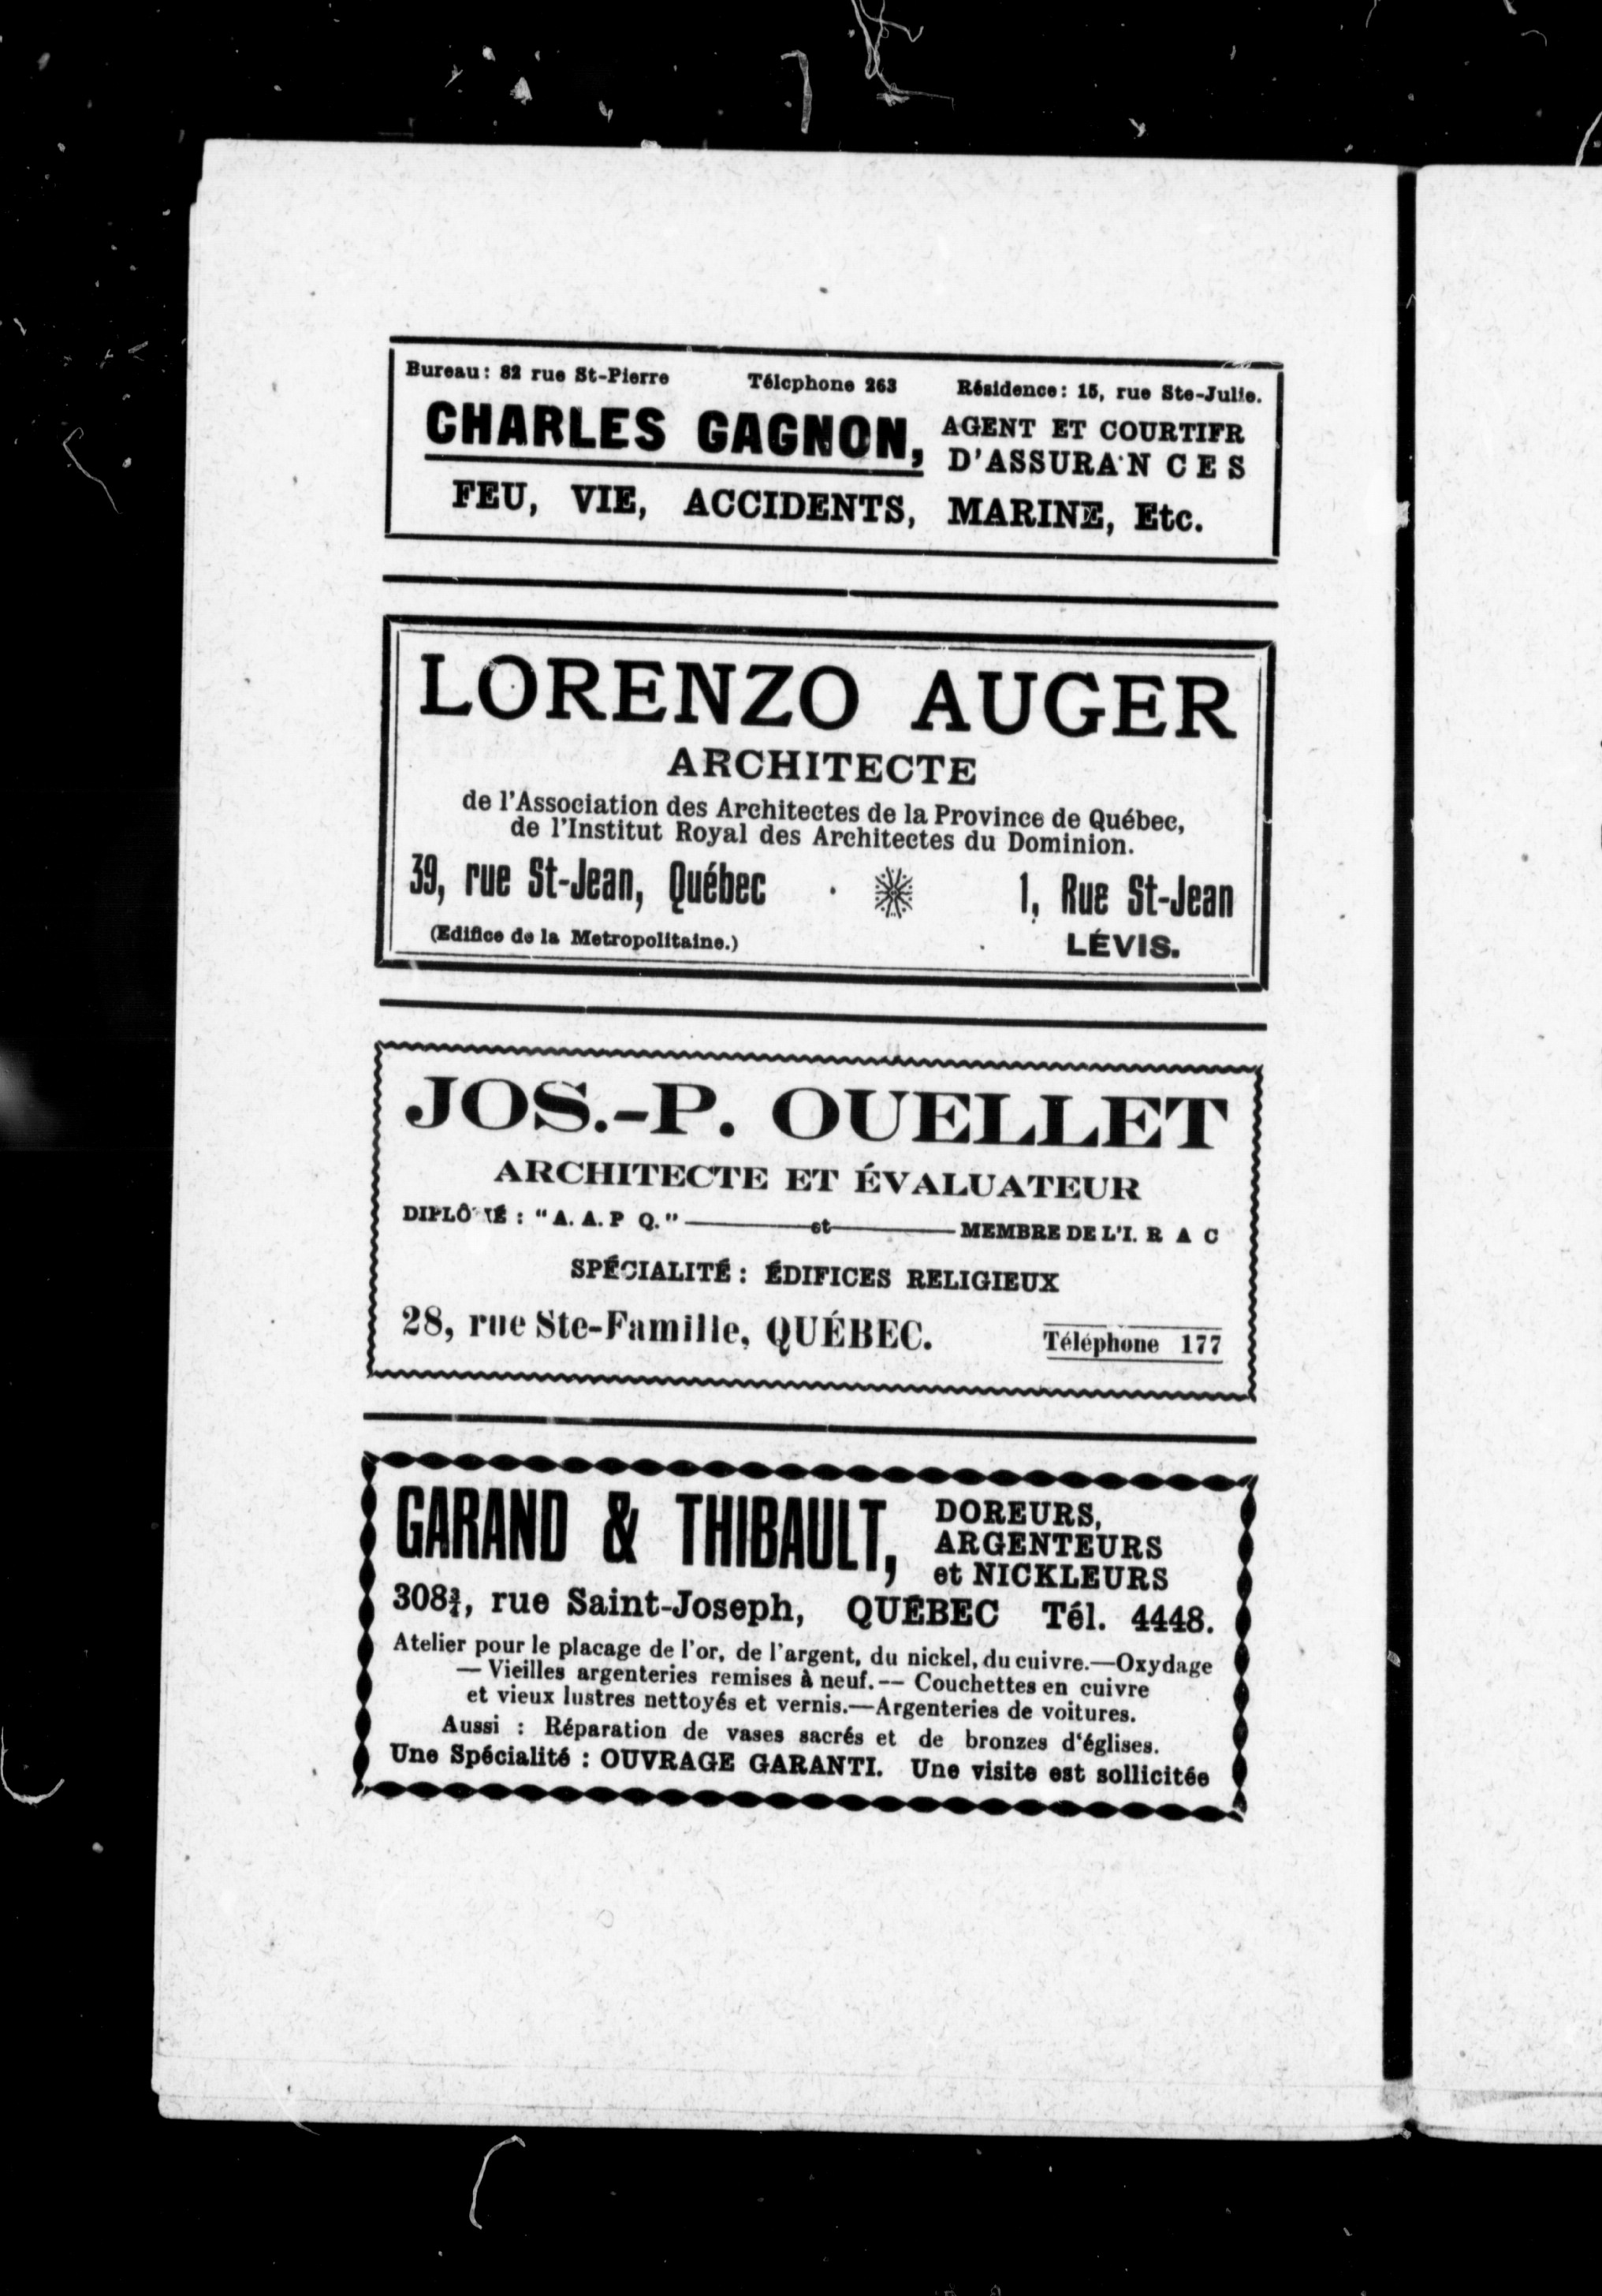 Bureau: 82 rue St-Pierre Télephone 263 Résidence: 15, rue Ste-Julie.
CHARLES GAGNON, AGENT ET COURTIER
D'ASSURANCES
FEU, VIE, ACCIDENTS, MARINE, Etc.
LORENZO AUGER
ARCHITECTE
de l'Association des Architectes de la Province de Québec,
de l'Institut Royal des Architectes du Dominion.
39, rue St-Jean, Québec 1, Rue St-Jean
(Edifice de la Metropolitaine.) LÉVIS.
JOS.-P. OUELLET
ARCHITECTE ET ÉVALUATEUR
DIPLÔMÉ : "A. A. P Q." — et — MEMBRE DE L'I. R A C
SPÉCIALITÉ : ÉDIFICES RELIGIEUX
28, rue Ste-Famille, QUÉBEC. Téléphone 177
GARAND & THIBAULT, DOREURS,
ARGENTEURS
et NICKLEURS
308¾, rue Saint-Joseph, QUÉBEC Tél. 4448.
Atelier pour le placage de l'or, de l'argent, du nickel, du cuivre.—Oxydage
— Vieilles argenteries remises à neuf.-— Couchettes en cuivre
et vieux lustres nettoyés et vernis.—Argenteries de voitures.
Aussi : Réparation de vases sacrés et de bronzes d'églises.
Une Spécialité : OUVRAGE GARANTI. Une visite est sollicitée